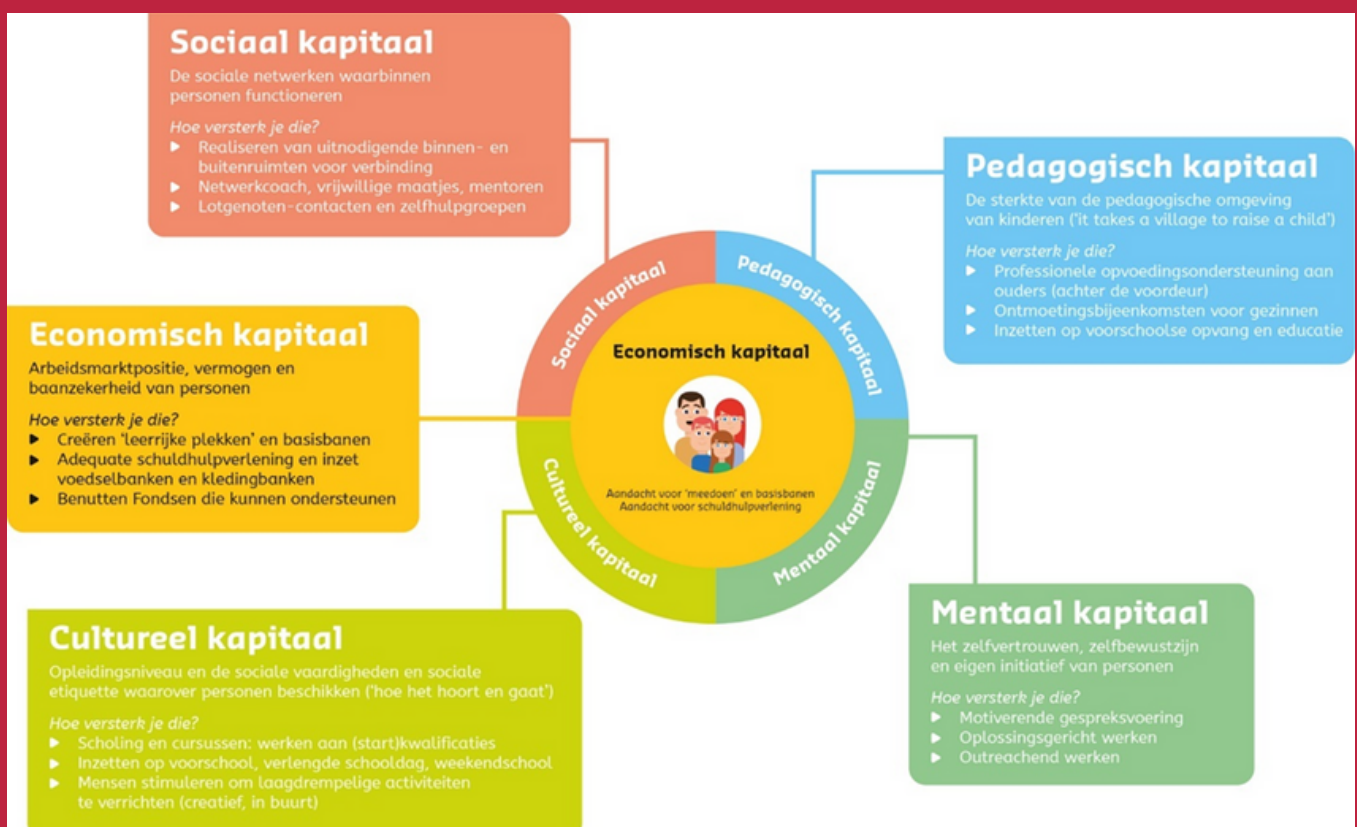 Sociaal kapitaal
De sociale netwerken waarbinnen
personen functioneren
Hoe versterk je die?
▶ Realiseren van uitnodigende binnen- en
buitenruimten voor verbinding
▶ Netwerkcoach, vrijwillige maatjes, mentoren
▶ Lotgenoten-contacten en zelfhulpgroepen
Pedagogisch kapitaal
De sterkte van de pedagogische omgeving
van kinderen ('it takes a village to raise a child')
Hoe versterk je die?
▶ Professionele opvoedingsondersteuning aan
ouders (achter de voordeur)
▶ Ontmoetingsbijeenkomsten voor gezinnen
▶ Inzetten op voorschoolse opvang en educatie
Economisch kapitaal
Arbeidsmarktpositie, vermogen en
baanzekerheid van personen
Hoe versterk je die?
▶ Creëren 'leerrijke plekken' en basisbanen
▶ Adequate schuldhulpverlening en inzet
voedselbanken en kledingbanken
▶ Benutten Fondsen die kunnen ondersteunen
Sociaal kapitaal
Pedagogisch kapitaal
Economisch kapitaal
Aandacht voor 'meedoen' en basisbanen
Aandacht voor schuldhulpverlening
Cultureel kapitaal
Mentaal kapitaal
Cultureel kapitaal
Opleidingsniveau en de sociale vaardigheden en sociale
etiquette waarover personen beschikken ('hoe het hoort en gaat')
Hoe versterk je die?
▶ Scholing en cursussen: werken aan (start)kwalificaties
▶ Inzetten op voorschool, verlengde schooldag, weekendschool
▶ Mensen stimuleren om laagdrempelige activiteiten
te verrichten (creatief, in buurt)
Mentaal kapitaal
Het zelfvertrouwen, zelfbewustzijn
en eigen initiatief van personen
Hoe versterk je die?
▶ Motiverende gespreksvoering
▶ Oplossingsgericht werken
▶ Outreachend werken